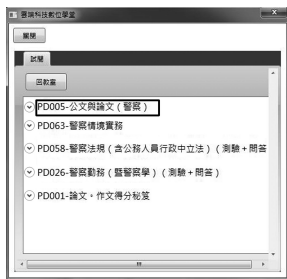 雲端科技數位學堂
關閉
試聽
回教室
PD005-公文與論文(警察)
PD063-警察情境實務
PD058-警察法規(含公務人員行政中立法)(測驗+問答
PD026-警察勤務(暨警察學)(測驗+問答)
PD001-論文。作文得分秘笈